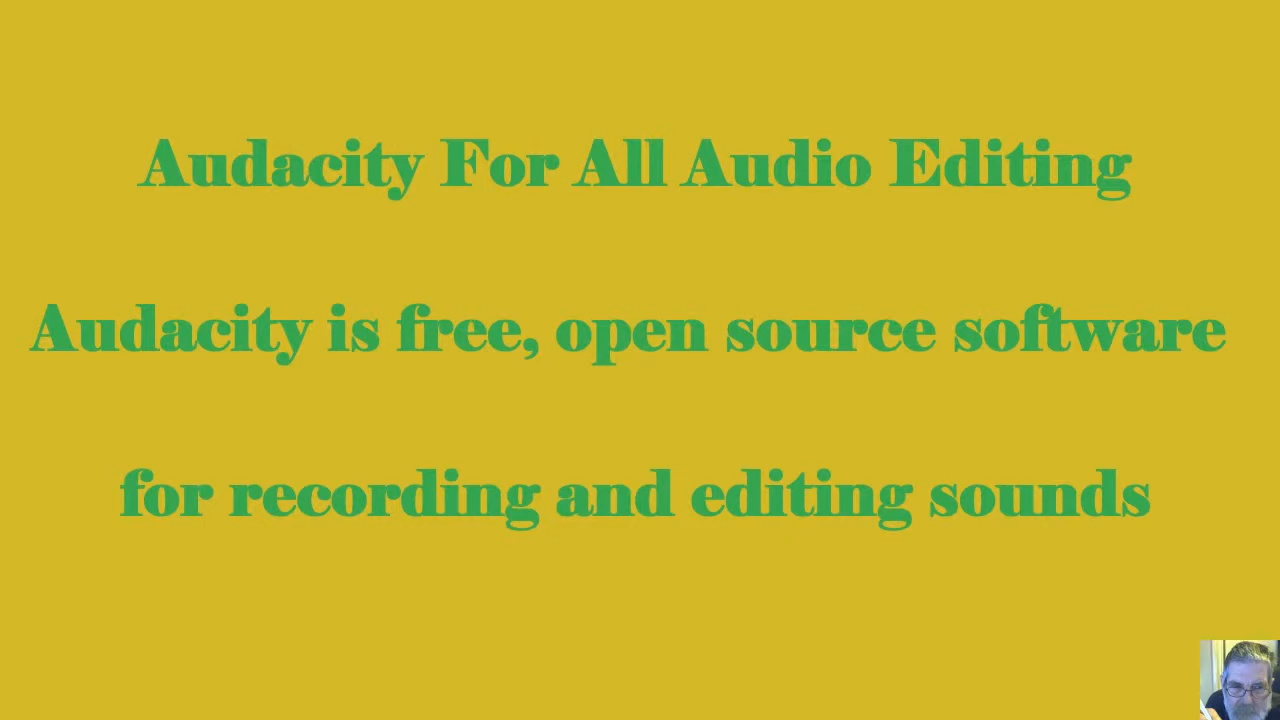 Audacity For All Audio Editing
Audacity is free, open source software
for recording and editing sounds